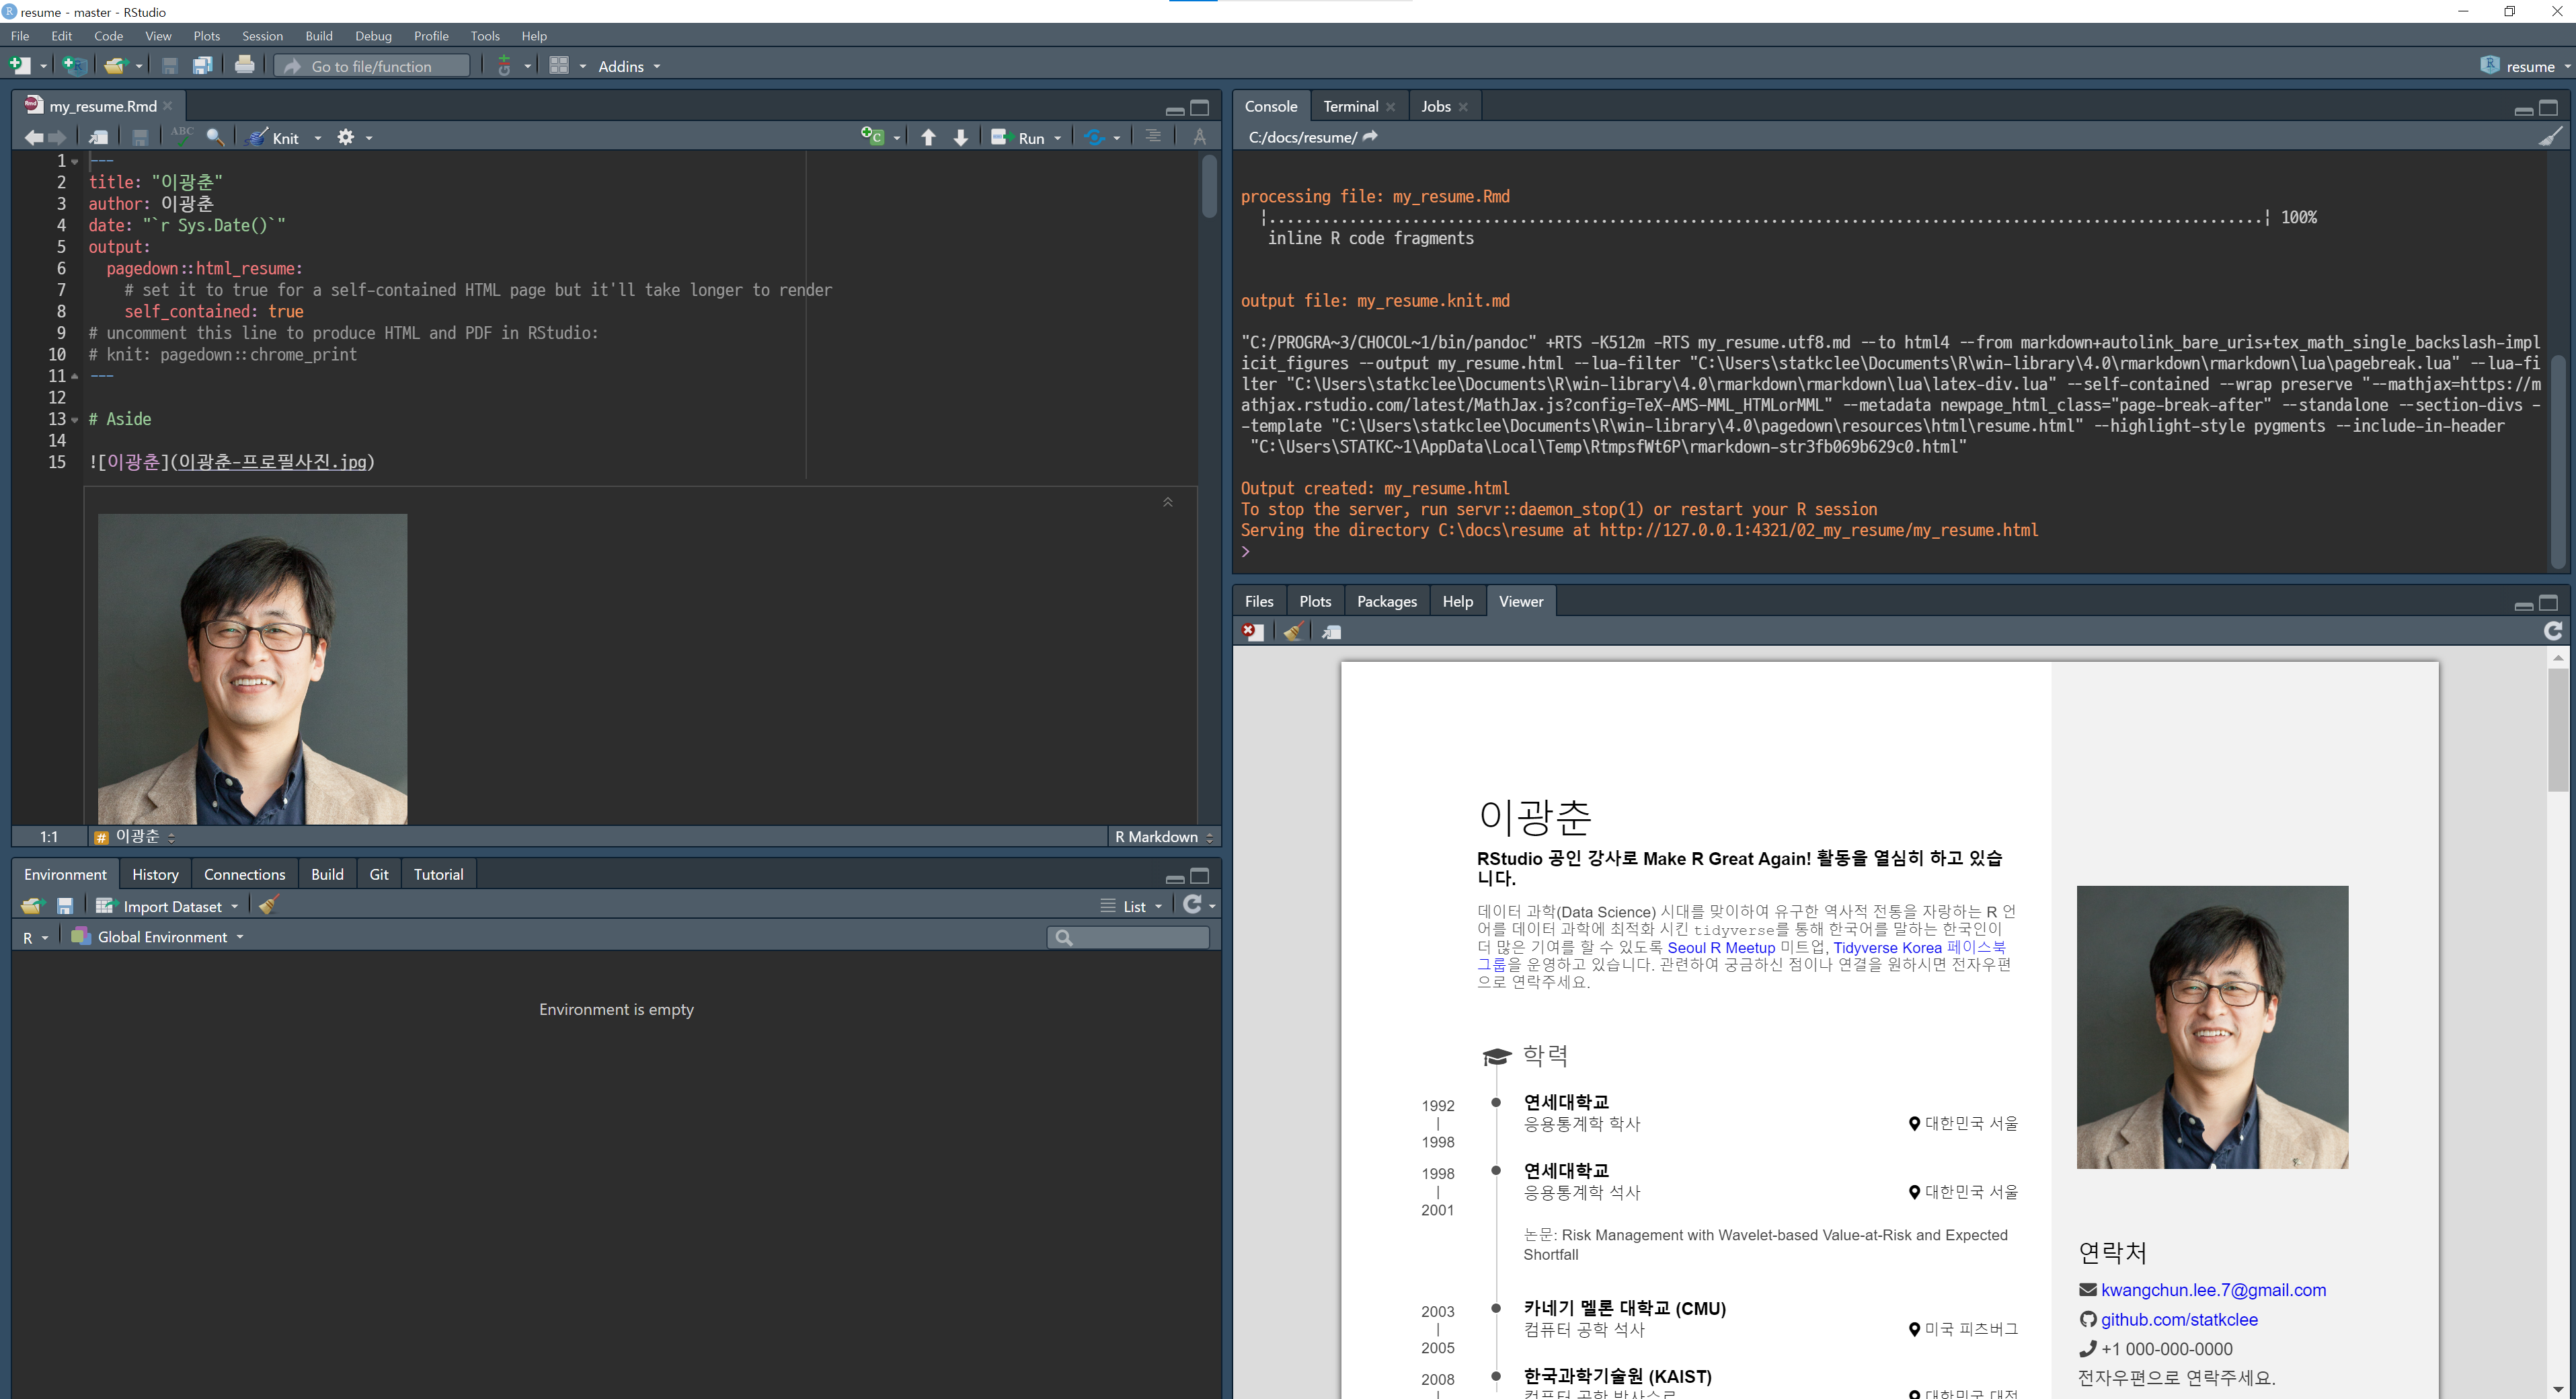 resume - master - RStudio
File Edit Code View Plots Session Build Debug Profile Tools Help
Go to file/function
Addins
resume
my_resume.Rmd
ABC
Knit
Run
1 ---
2 title: "이광춘"
3 author: 이광춘
4 date: "`r Sys.Date()`"
5 output:
6 pagedown::html_resume:
7 # set it to true for a self-contained HTML page but it'll take longer to render
8 self_contained: true
9 # uncomment this line to produce HTML and PDF in RStudio:
10 # knit: pagedown::chrome_print
11 ---
12
13 # Aside
14
15 ![이광춘](이광춘-프로필사진.jpg)
1:1
이광춘
R Markdown
Environment History Connections Build Git Tutorial
Import Dataset
List
R
Global Environment
Environment is empty
Console Terminal Jobs
C:/docs/resume/
processing file: my_resume.Rmd
|...................................................................................................................| 100%
inline R code fragments
output file: my_resume.knit.md
"C:/PROGRA~3/CHOCOL~1/bin/pandoc" +RTS -K512m -RTS my_resume.utf8.md --to html4 --from markdown+autolink_bare_uris+tex_math_single_backslash-impl
icit_figures --output my_resume.html --lua-filter "C:\Users\statkclee\Documents\R\win-library\4.0\rmarkdown\rmarkdown\lua\pagebreak.lua" --lua-fi
lter "C:\Users\statkclee\Documents\R\win-library\4.0\rmarkdown\rmarkdown\lua\latex-div.lua" --self-contained --wrap preserve "--mathjax=https://m
athjax.rstudio.com/latest/MathJax.js?config=TeX-AMS-MML_HTMLorMML" --metadata newpage_html_class="page-break-after" --standalone --section-divs -
-template "C:\Users\statkclee\Documents\R\win-library\4.0\pagedown\resources\html\resume.html" --highlight-style pygments --include-in-header
"C:\Users\STATKC~1\AppData\Local\Temp\RtmpsfWt6P\rmarkdown-str3fb069b629c0.html"
Output created: my_resume.html
To stop the server, run servr::daemon_stop(1) or restart your R session
Serving the directory C:\docs\resume at http://127.0.0.1:4321/02_my_resume/my_resume.html
>
Files Plots Packages Help Viewer
이광춘
RStudio 공인 강사로 Make R Great Again! 활동을 열심히 하고 있습
니다.
데이터 과학(Data Science) 시대를 맞이하여 유구한 역사적 전통을 자랑하는 R 언
어를 데이터 과학에 최적화 시킨 tidyverse를 통해 한국어를 말하는 한국인이
더 많은 기여를 할 수 있도록 Seoul R Meetup 미트업, Tidyverse Korea 페이스북
그룹을 운영하고 있습니다. 관련하여 궁금하신 점이나 연결을 원하시면 전자우편
으로 연락주세요.
학력
1992
|
1998
연세대학교
응용통계학 학사
대한민국 서울
1998
|
2001
연세대학교
응용통계학 석사
대한민국 서울
논문: Risk Management with Wavelet-based Value-at-Risk and Expected
Shortfall
2003
|
2005
카네기 멜론 대학교 (CMU)
컴퓨터 공학 석사
미국 피츠버그
2008
한국과학기술원 (KAIST)
컴퓨터 공학 박사수료
대한민국 대전
연락처
kwangchun.lee.7@gmail.com
github.com/statkclee
+1 000-000-0000
전자우편으로 연락주세요.